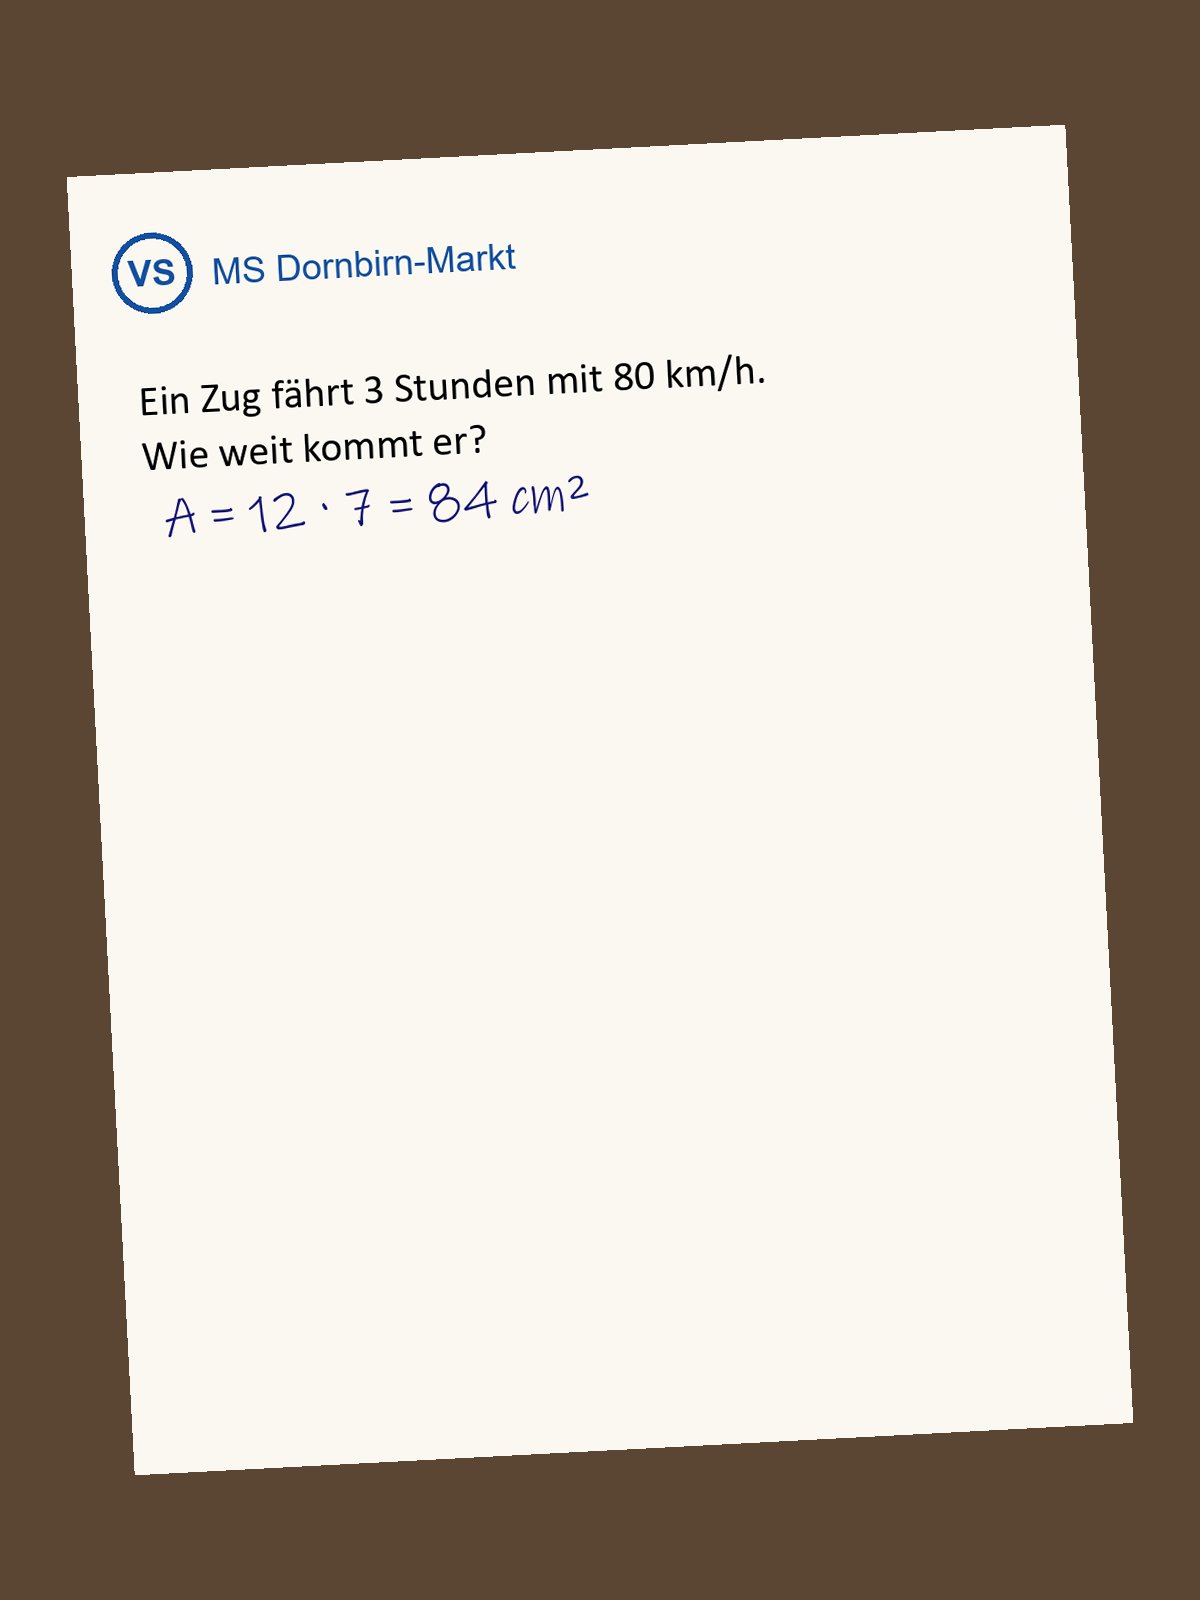 VS MS Dornbirn-Markt
Ein Zug fährt 3 Stunden mit 80 km/h.
Wie weit kommt er?
A = 12 · 7 = 84 cm²